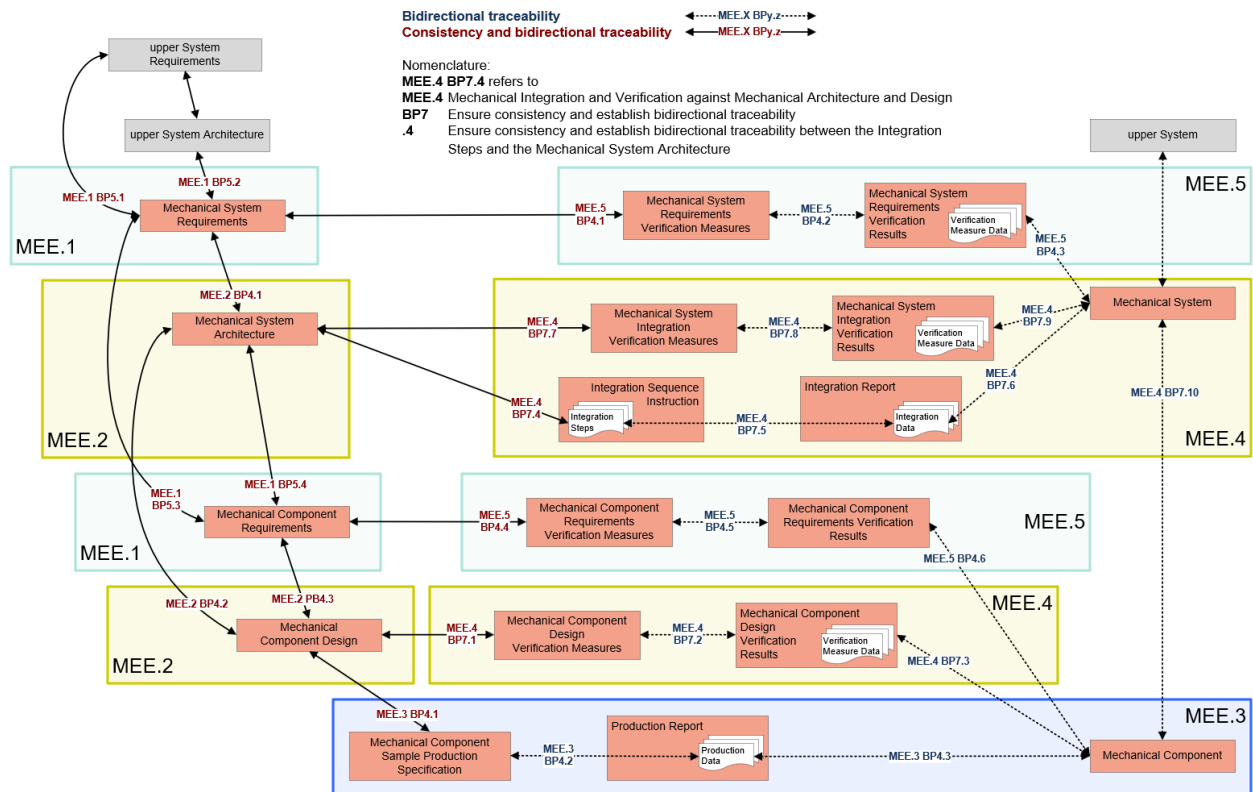 Bidirectional traceability
MEE.X BPy.z
Consistency and bidirectional traceability
MEE.X BPy.z
Nomenclature:
MEE.4 BP7.4 refers to
MEE.4 Mechanical Integration and Verification against Mechanical Architecture and Design
BP7 Ensure consistency and establish bidirectional traceability
.4 Ensure consistency and establish bidirectional traceability between the Integration
Steps and the Mechanical System Architecture
upper System
Requirements
upper System Architecture
upper System
MEE.1 BP5.1
MEE.1 BP5.2
Mechanical System
Requirements
MEE.1
MEE.5
BP4.1
Mechanical System
Requirements
Verification Measures
MEE.5
BP4.2
Mechanical System
Requirements
Verification
Results
Verification
Measure Data
MEE.5
BP4.3
MEE.5
MEE.2 BP4.1
Mechanical System
Architecture
MEE.2
MEE.4
BP7.7
Mechanical System
Integration
Verification Measures
MEE.4
BP7.8
Mechanical System
Integration
Verification
Results
Verification
Measure Data
MEE.4
BP7.9
Mechanical System
MEE.4
BP7.4
Integration Sequence
Instruction
Integration
Steps
MEE.4
BP7.5
Integration Report
Integration
Data
MEE.4
BP7.6
MEE.4 BP7.10
MEE.4
MEE.1
BP5.3
MEE.1 BP5.4
Mechanical Component
Requirements
MEE.1
MEE.5
BP4.4
Mechanical Component
Requirements
Verification Measures
MEE.5
BP4.5
Mechanical Component
Requirements Verification
Results
MEE.5 BP4.6
MEE.5
MEE.2 BP4.2
MEE.2 PB4.3
Mechanical
Component Design
MEE.2
MEE.4
BP7.1
Mechanical Component
Design
Verification Measures
MEE.4
BP7.2
Mechanical Component
Design
Verification
Results
Verification
Measure Data
MEE.4 BP7.3
MEE.4
MEE.3 BP4.1
Mechanical Component
Sample Production
Specification
MEE.3
BP4.2
Production Report
Production
Data
MEE.3 BP4.3
Mechanical Component
MEE.3